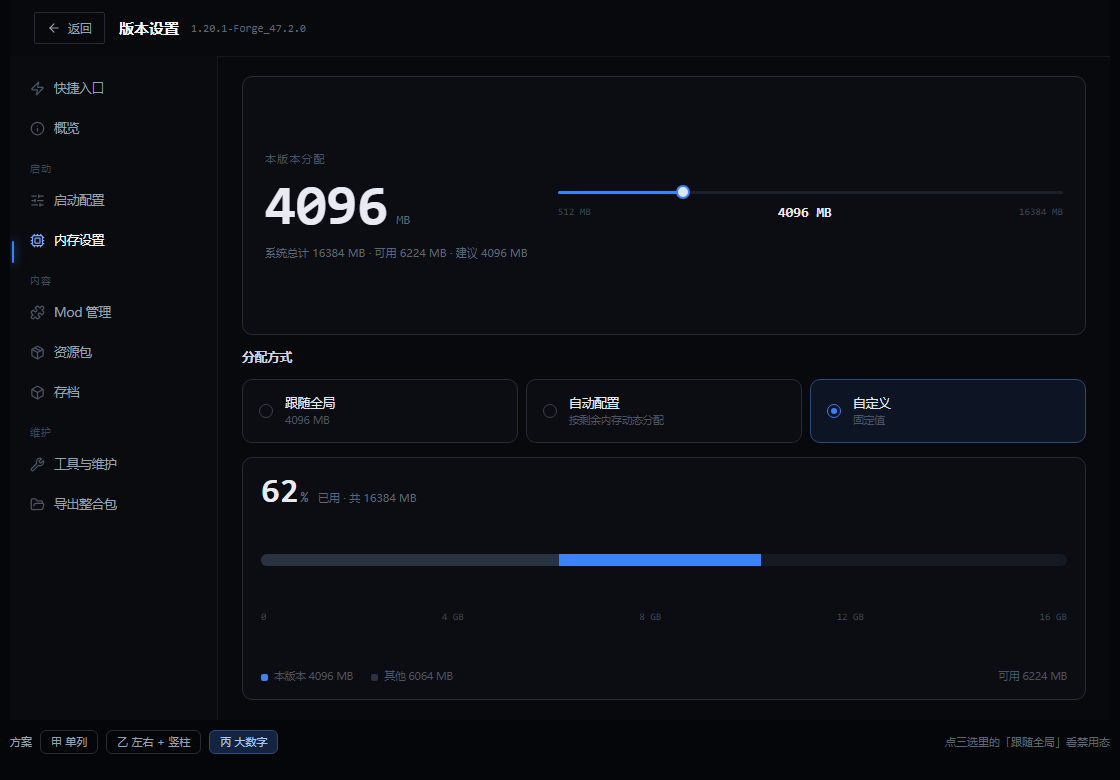 返回
版本设置
1.20.1-Forge_47.2.0
快捷入口
概览
启动
启动配置
内存设置
内容
Mod 管理
资源包
存档
维护
工具与维护
导出整合包
本版本分配
4096 MB
系统总计 16384 MB · 可用 6224 MB · 建议 4096 MB
512 MB
4096 MB
16384 MB
分配方式
跟随全局
4096 MB
自动配置
按剩余内存动态分配
自定义
固定值
62% 已用 · 共 16384 MB
0 4 GB 8 GB 12 GB 16 GB
本版本 4096 MB 其他 6064 MB 可用 6224 MB
方案 甲 单列 乙 左右 + 竖柱 丙 大数字
点三选里的「跟随全局」看禁用态